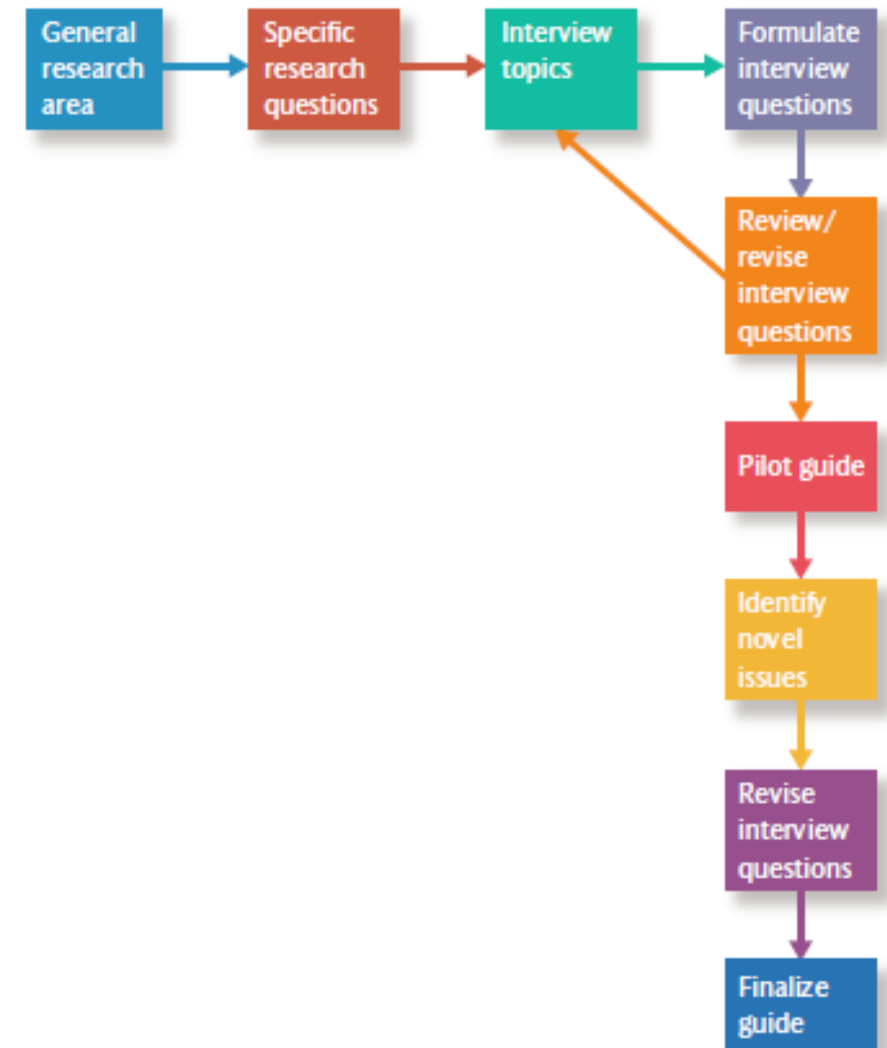 General
research
area
Specific
research
questions
Interview
topics
Formulate
interview
questions
Review/
revise
interview
questions
Pilot guide
Identify
novel
issues
Revise
interview
questions
Finalize
guide